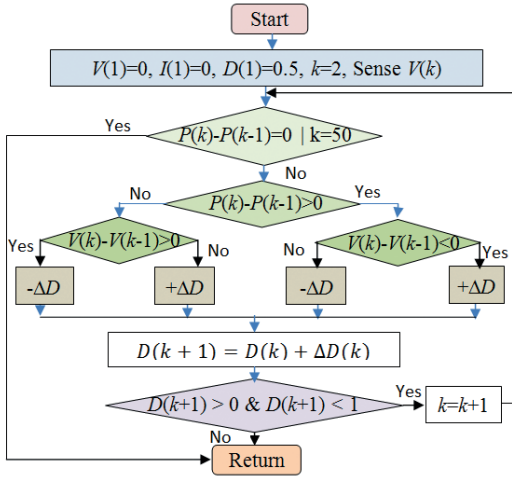 Start
V(1)=0, I(1)=0, D(1)=0.5, k=2, Sense V(k)
Yes
P(k)-P(k-1)=0 | k=50
No
No
P(k)-P(k-1)>0
Yes
V(k)-V(k-1)>0
V(k)-V(k-1)<0
Yes
No
No
Yes
-ΔD
+ΔD
-ΔD
+ΔD
D(k + 1) = D(k) + ΔD(k)
D(k+1) > 0 & D(k+1) < 1
Yes
k=k+1
No
Return